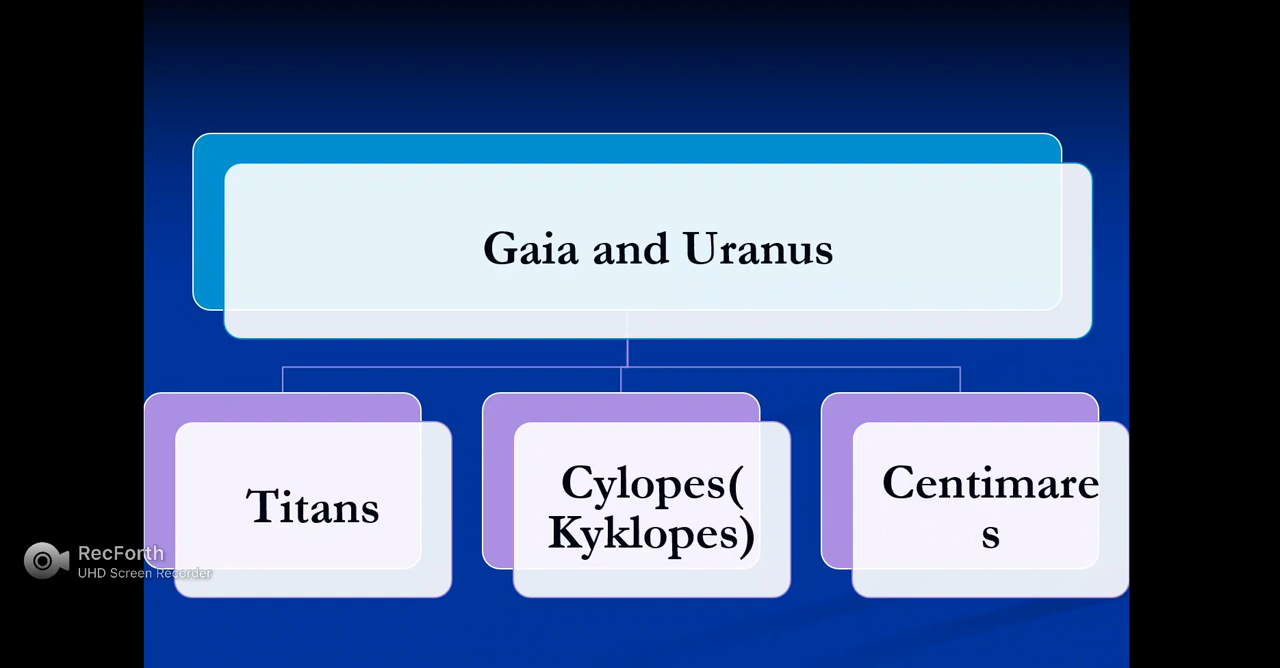 Gaia and Uranus
Titans
Cylopes(
Kyklopes)
Centimare
s
RecForth
UHD Screen Recorder